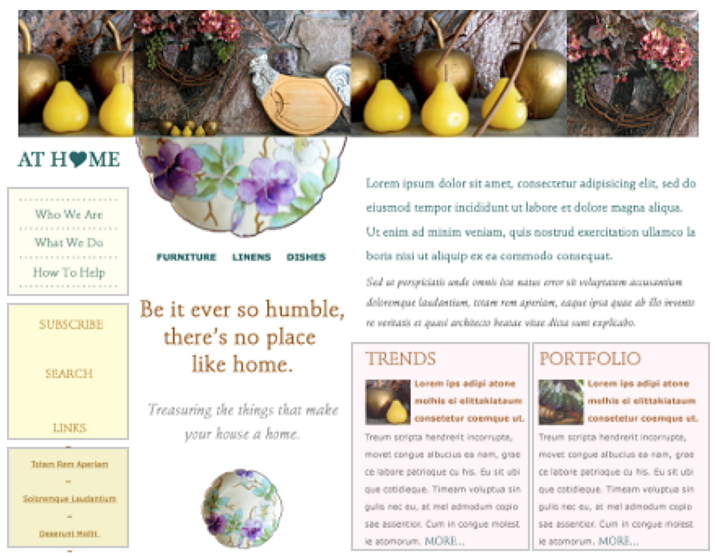 AT H♥ME
Who We Are
What We Do
How To Help
SUBSCRIBE
SEARCH
LINKS
Totam Rem Aperiam
Soloremque Laudantium
Deserunt Mollit
FURNITURE LINENS DISHES
Be it ever so humble,
there's no place
like home.
Treasuring the things that make
your house a home.
Lorem ipsum dolor sit amet, consectetur adipisicing elit, sed do
eiusmod tempor incididunt ut labore et dolore magna aliqua.
Ut enim ad minim veniam, quis nostrud exercitation ullamco la
boris nisi ut aliquip ex ea commodo consequat.
Sed ut perspiciatis unde omnis iste natus error sit voluptatem accusantium
doloremque laudantium, totam rem aperiam, eaque ipsa quae ab illo invento
re veritatis et quasi architecto beatae vitae dicta sunt explicabo.
TRENDS
Lorem ips adipi atone
molhis ei elittakiataum
consectetur coemque ut.
Treum scripta hendrerit incorrupte,
movet congue albucius ea nam, grae
ce labore patrioque cu his. Eu sit ubi
que cotidieque. Timeam voluptua sin
gulis nec eu, at mel admodum copio
sae assentior. Cum in congue molest
ie atomorum. MORE...
PORTFOLIO
Lorem ips adipi atone
molhis ei elittakiataum
consectetur coemque ut.
Treum scripta hendrerit incorrupte,
movet congue albucius ea nam, grae
ce labore patrioque cu his. Eu sit ubi
que cotidieque. Timeam voluptua sin
gulis nec eu, at mel admodum copio
sae assentior. Cum in congue molest
ie atomorum. MORE...